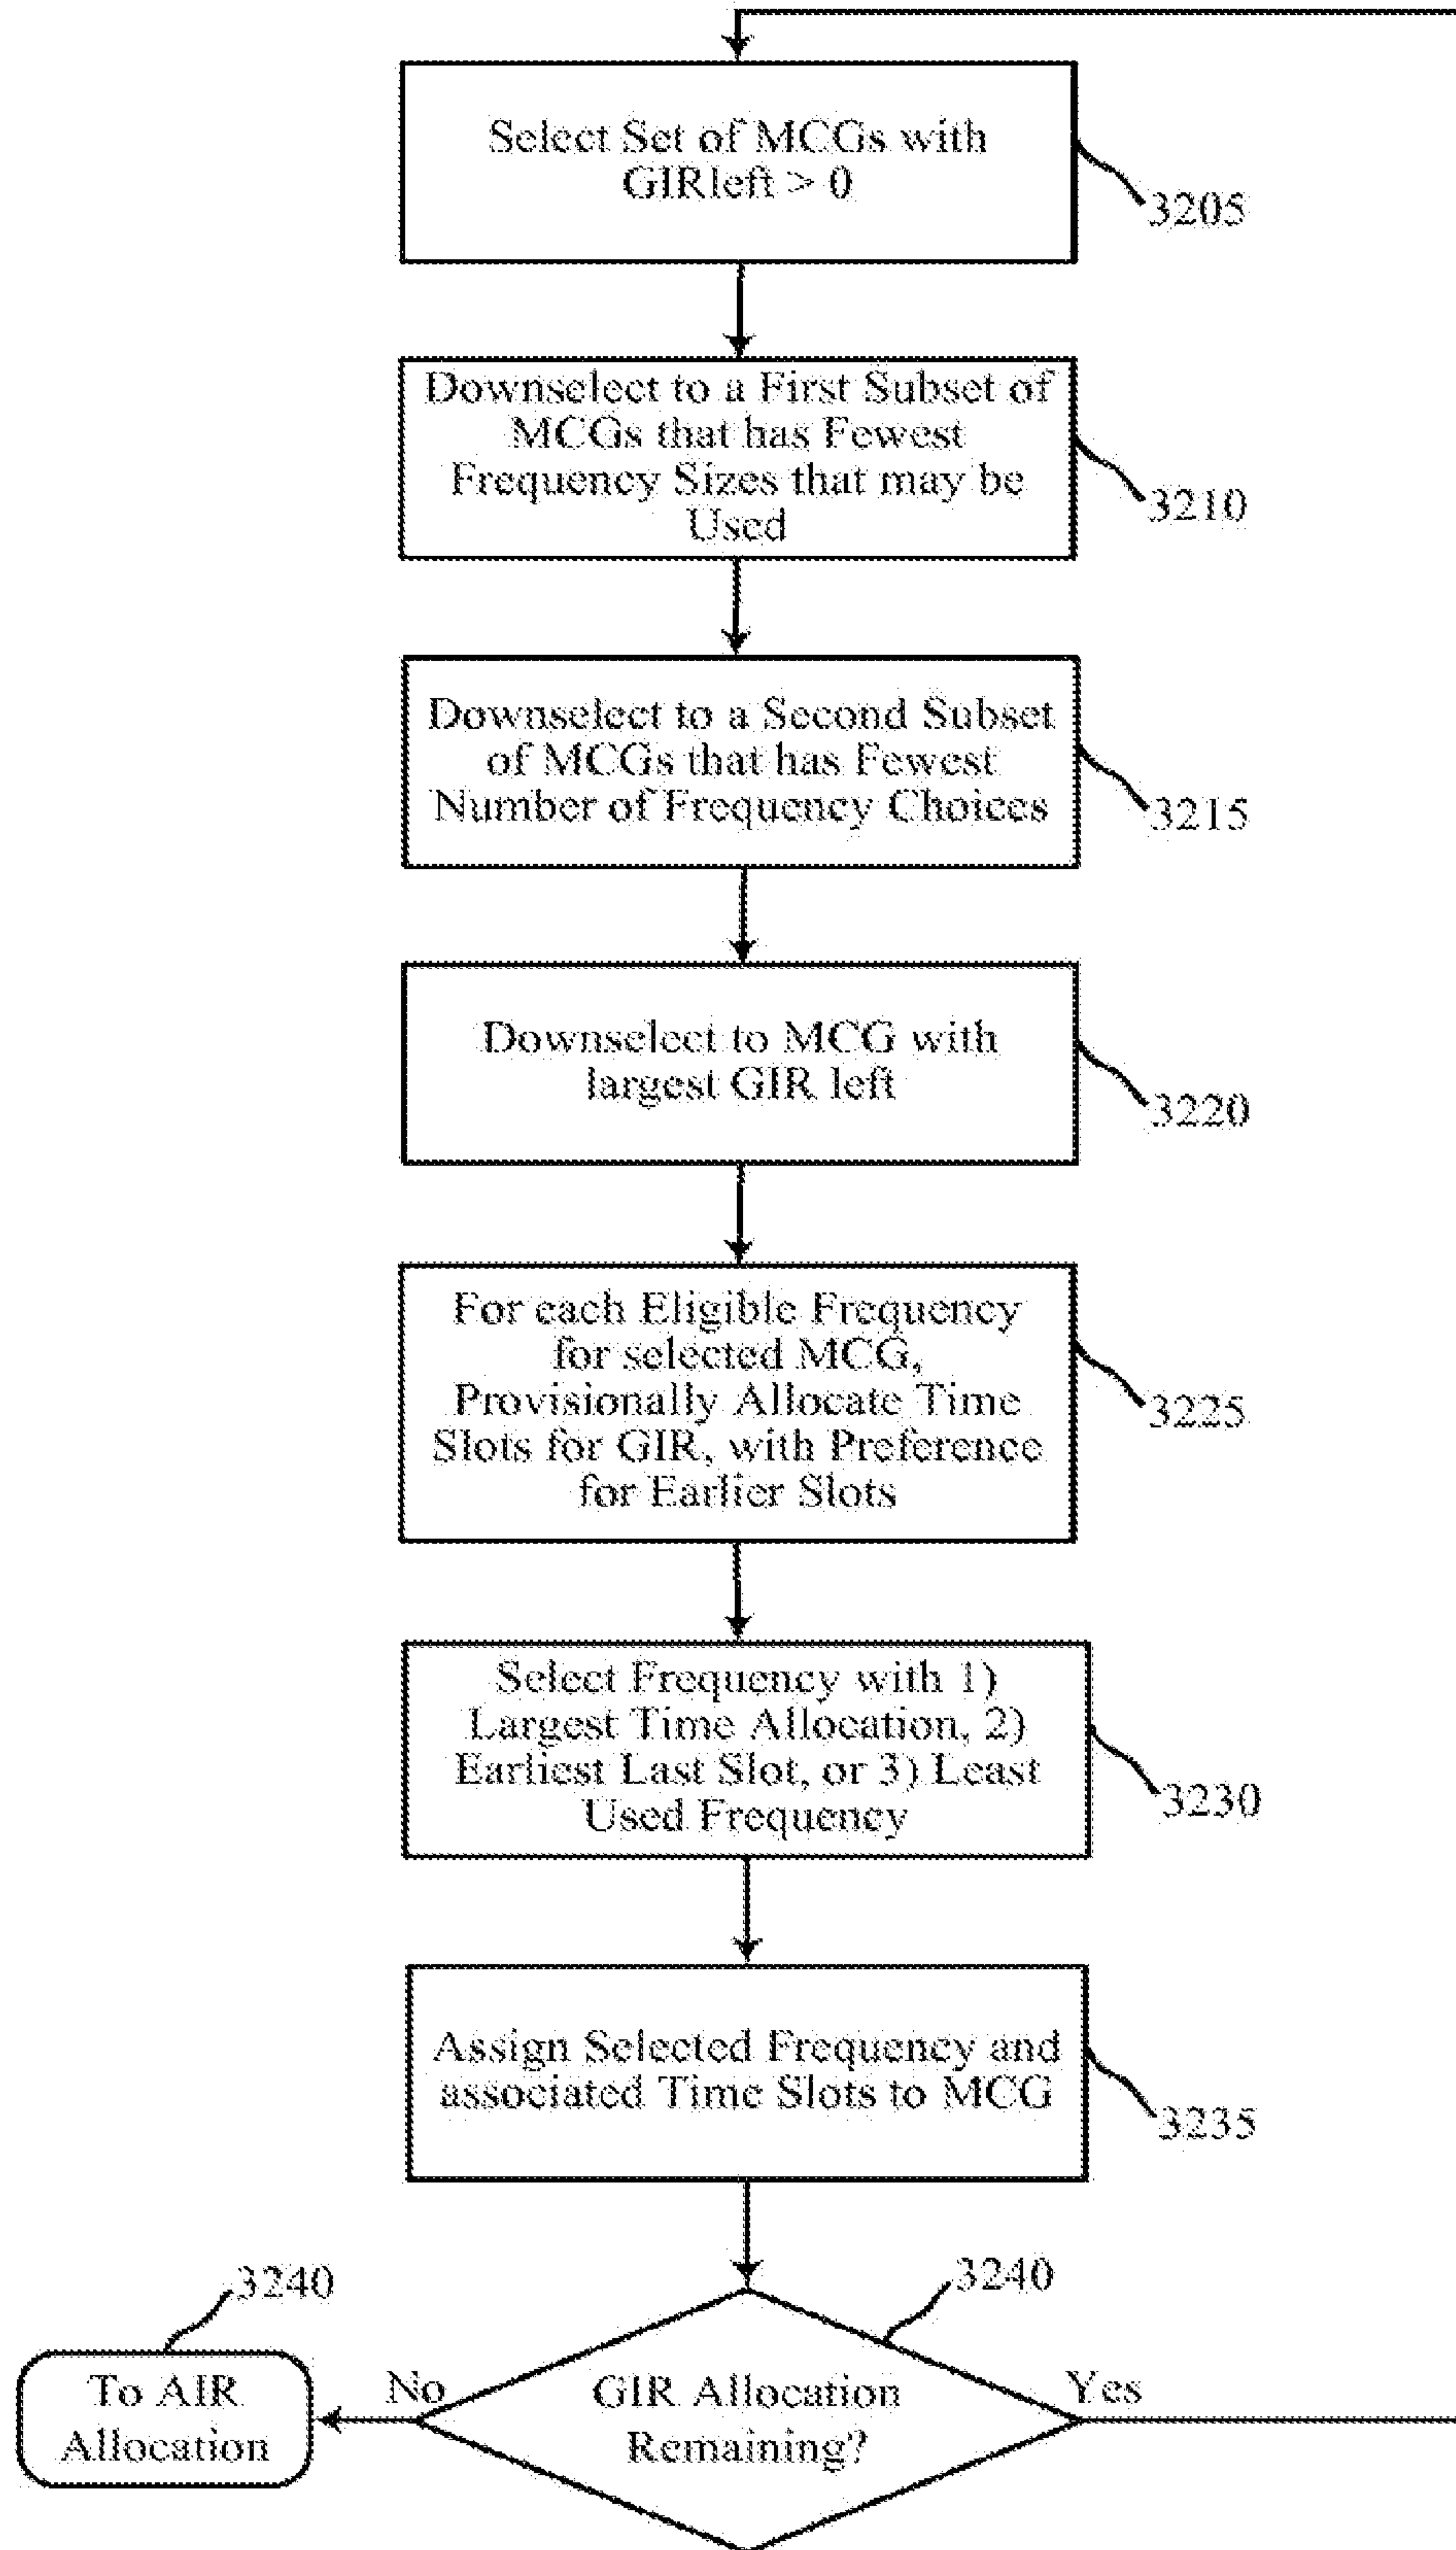 Select Set of MCGs with
GIRleft > 0
3205
Downselect to a First Subset of
MCGs that has Fewest
Frequency Sizes that may be
Used
3210
Downselect to a Second Subset
of MCGs that has Fewest
Number of Frequency Choices
3215
Downselect to MCG with
largest GIR left
3220
For each Eligible Frequency
for selected MCG,
Provisionally Allocate Time
Slots for GIR, with Preference
for Earlier Slots
3225
Select Frequency with 1)
Largest Time Allocation, 2)
Earliest Last Slot, or 3) Least
Used Frequency
3230
Assign Selected Frequency and
associated Time Slots to MCG
3235
3240
To AIR
Allocation
No
3240
GIR Allocation
Remaining?
Yes